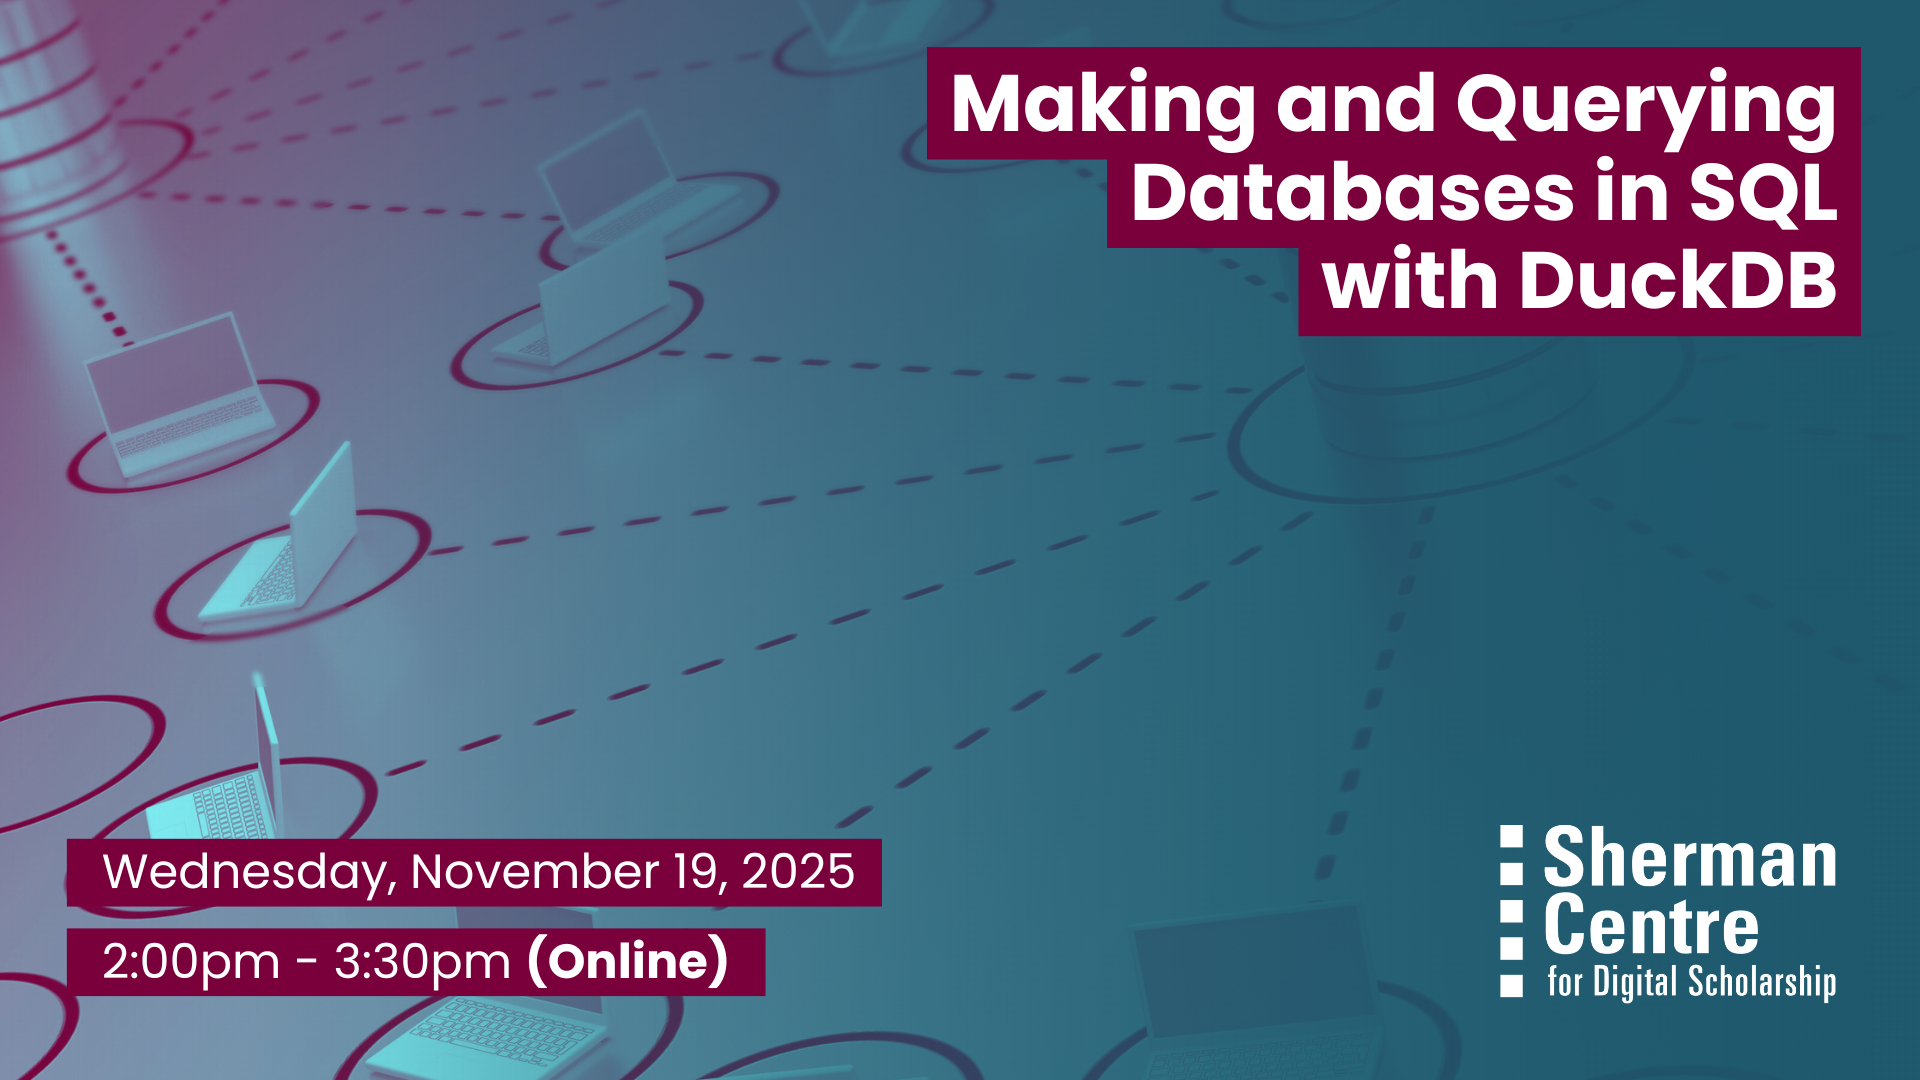 Making and Querying
Databases in SQL
with DuckDB
Wednesday, November 19, 2025
2:00pm - 3:30pm (Online)
Sherman
Centre
for Digital Scholarship